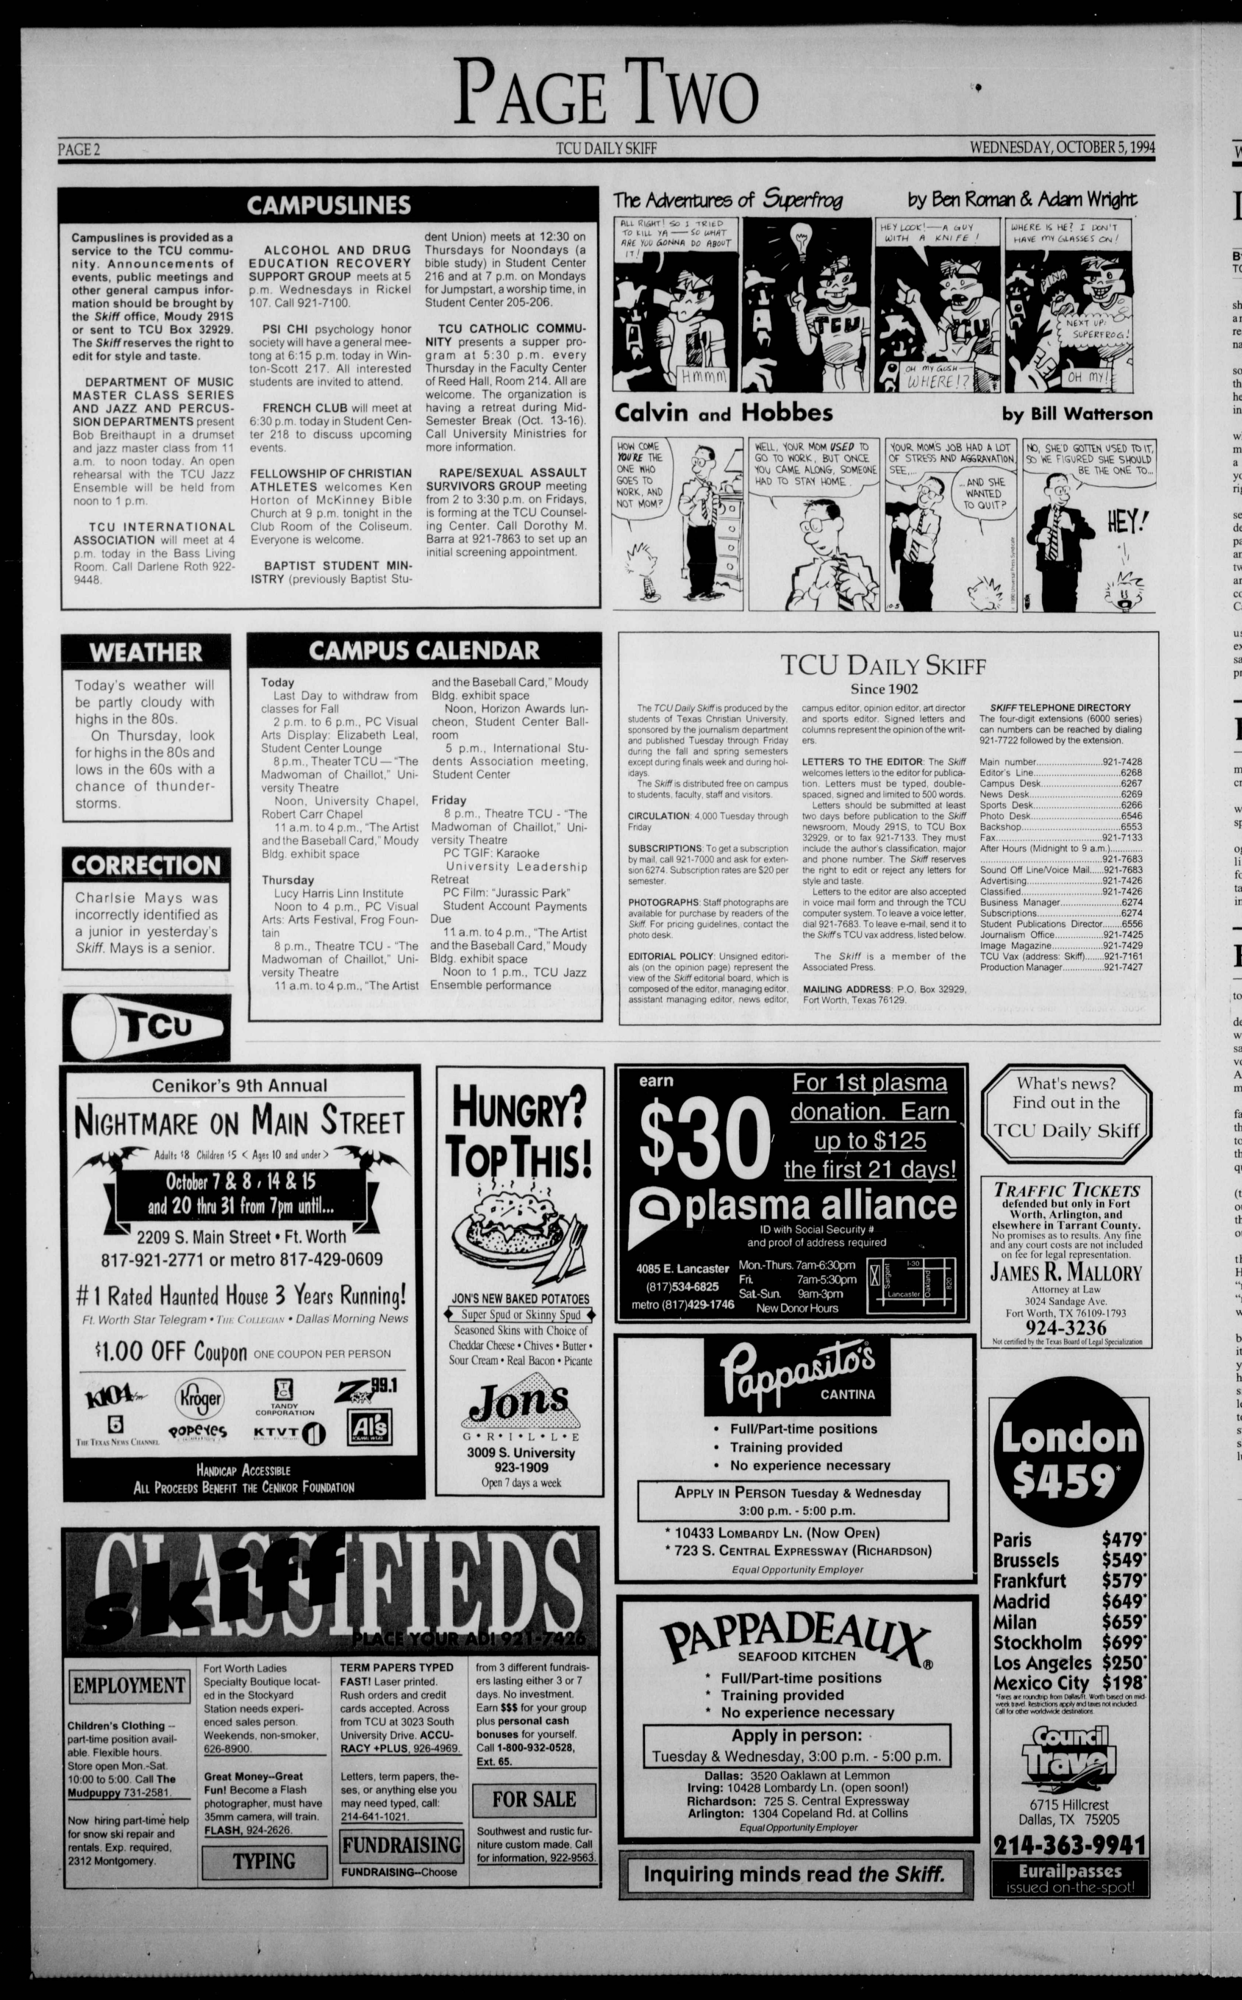 PAGE TWO
PAGE 2
TCU DAILY SKIFF
WEDNESDAY, OCTOBER 5, 1994
CAMPUSLINES
Campuslines is provided as a
service to the TCU commu-
nity. Announcements of
events, public meetings and
other general campus infor-
mation should be brought by
the Skiff office, Moudy 291S
or sent to TCU Box 32929.
The Skiff reserves the right to
edit for style and taste.
DEPARTMENT OF MUSIC
MASTER CLASS SERIES
AND JAZZ AND PERCUS-
SION DEPARTMENTS present
Bob Breithaupt in a drumset
and jazz master class from 11
a.m. to noon today. An open
rehearsal with the TCU Jazz
Ensemble will be held from
noon to 1 p.m.
TCU INTERNATIONAL
ASSOCIATION will meet at 4
p.m. today in the Bass Living
Room. Call Darlene Roth 922-
9448.
ALCOHOL AND DRUG
EDUCATION RECOVERY
SUPPORT GROUP meets at 5
p.m. Wednesdays in Rickel
107. Call 921-7100.
PSI CHI psychology honor
society will have a general mee-
tong at 6:15 p.m. today in Win-
ton-Scott 217. All interested
students are invited to attend.
FRENCH CLUB will meet at
6:30 p.m. today in Student Cen-
ter 218 to discuss upcoming
events.
FELLOWSHIP OF CHRISTIAN
ATHLETES welcomes Ken
Horton of McKinney Bible
Church at 9 p.m. tonight in the
Club Room of the Coliseum.
Everyone is welcome.
BAPTIST STUDENT MIN-
ISTRY (previously Baptist Stu-
dent Union) meets at 12:30 on
Thursdays for Noondays (a
bible study) in Student Center
216 and at 7 p.m. on Mondays
for Jumpstart, a worship time, in
Student Center 205-206.
TCU CATHOLIC COMMU-
NITY presents a supper pro-
gram at 5:30 p.m. every
Thursday in the Faculty Center
of Reed Hall, Room 214. All are
welcome. The organization is
having a retreat during Mid-
Semester Break (Oct. 13-16).
Call University Ministries for
more information.
RAPE/SEXUAL ASSAULT
SURVIVORS GROUP meeting
from 2 to 3:30 p.m. on Fridays,
is forming at the TCU Counsel-
ing Center. Call Dorothy M.
Barra at 921-7863 to set up an
initial screening appointment.
The Adventures of Superfrog
by Ben Roman & Adam Wright
ALL RIGHT! SO I TRIED
TO KILL YA — SO WHAT
ARE YOU GONNA DO ABOUT
IT!
HMMM
TCU
HEY LOOK! — A GUY
WITH A KNIFE!
TCU
OH MY GOSH
WHERE!?
WHERE IS HE? I DON'T
HAVE MY GLASSES ON!
NEXT UP:
SUPERFROG!
OH MY!
Calvin and Hobbes
by Bill Watterson
HOW COME
YOU'RE THE
ONE WHO
GOES TO
WORK, AND
NOT MOM?
WELL, YOUR MOM USED TO
GO TO WORK, BUT ONCE
YOU CAME ALONG, SOMEONE
HAD TO STAY HOME.
YOUR MOM'S JOB HAD A LOT
OF STRESS AND AGGRAVATION,
SEE,...
...AND SHE
WANTED
TO QUIT?
NO, SHE'D GOTTEN USED TO IT,
SO WE FIGURED SHE SHOULD
BE THE ONE TO...
HEY!
WEATHER
Today's weather will
be partly cloudy with
highs in the 80s.
On Thursday, look
for highs in the 80s and
lows in the 60s with a
chance of thunder-
storms.
CORRECTION
Charlsie Mays was
incorrectly identified as
a junior in yesterday's
Skiff. Mays is a senior.
TCU
CAMPUS CALENDAR
Today
Last Day to withdraw from
classes for Fall
2 p.m. to 6 p.m., PC Visual
Arts Display: Elizabeth Leal,
Student Center Lounge
8 p.m., Theater TCU — "The
Madwoman of Chaillot," Uni-
versity Theatre
Noon, University Chapel,
Robert Carr Chapel
11 a.m. to 4 p.m., "The Artist
and the Baseball Card," Moudy
Bldg. exhibit space
Thursday
Lucy Harris Linn Institute
Noon to 4 p.m., PC Visual
Arts: Arts Festival, Frog Foun-
tain
8 p.m., Theatre TCU - "The
Madwoman of Chaillot," Uni-
versity Theatre
11 a.m. to 4 p.m., "The Artist
and the Baseball Card," Moudy
Bldg. exhibit space
Noon, Horizon Awards lun-
cheon, Student Center Ball-
room
5 p.m., International Stu-
dents Association meeting,
Student Center
Friday
8 p.m., Theatre TCU - "The
Madwoman of Chaillot," Uni-
versity Theatre
PC TGIF: Karaoke
University Leadership
Retreat
PC Film: "Jurassic Park"
Student Account Payments
Due
11 a.m. to 4 p.m., "The Artist
and the Baseball Card," Moudy
Bldg. exhibit space
Noon to 1 p.m., TCU Jazz
Ensemble performance
TCU DAILY SKIFF
Since 1902
The TCU Daily Skiff is produced by the
students of Texas Christian University,
sponsored by the journalism department
and published Tuesday through Friday
during the fall and spring semesters
except during finals week and during hol-
idays.
The Skiff is distributed free on campus
to students, faculty, staff and visitors.
CIRCULATION: 4,000 Tuesday through
Friday
SUBSCRIPTIONS: To get a subscription
by mail, call 921-7000 and ask for exten-
sion 6274. Subscription rates are $20 per
semester.
PHOTOGRAPHS: Staff photographs are
available for purchase by readers of the
Skiff. For pricing guidelines, contact the
photo desk.
EDITORIAL POLICY: Unsigned editori-
als (on the opinion page) represent the
view of the Skiff editorial board, which is
composed of the editor, managing editor,
assistant managing editor, news editor,
campus editor, opinion editor, art director
and sports editor. Signed letters and
columns represent the opinion of the writ-
ers.
LETTERS TO THE EDITOR: The Skiff
welcomes letters to the editor for publica-
tion. Letters must be typed, double-
spaced, signed and limited to 500 words.
Letters should be submitted at least
two days before publication to the Skiff
newsroom, Moudy 291S, to TCU Box
32929, or to fax 921-7133. They must
include the author's classification, major
and phone number. The Skiff reserves
the right to edit or reject any letters for
style and taste.
Letters to the editor are also accepted
in voice mail form and through the TCU
computer system. To leave a voice letter,
dial 921-7683. To leave e-mail, send it to
the Skiff's TCU vax address, listed below.
The Skiff is a member of the
Associated Press.
MAILING ADDRESS: P.O. Box 32929,
Fort Worth, Texas 76129.
SKIFF TELEPHONE DIRECTORY
The four-digit extensions (6000 series)
can numbers can be reached by dialing
921-7722 followed by the extension.
Main number 921-7428
Editor's Line 6268
Campus Desk 6267
News Desk 6269
Sports Desk 6266
Photo Desk 6546
Backshop 6553
Fax 921-7133
After Hours (Midnight to 9 a.m.)
921-7683
Sound Off Line/Voice Mail 921-7683
Advertising 921-7426
Classified 921-7426
Business Manager 6274
Subscriptions 6274
Student Publications Director 6556
Journalism Office 921-7425
Image Magazine 921-7429
TCU Vax (address: Skiff) 921-7161
Production Manager 921-7427
Cenikor's 9th Annual
NIGHTMARE ON MAIN STREET
Adults $8 Children $5 < Ages 10 and under >
October 7 & 8, 14 & 15
and 20 thru 31 from 7pm until...
2209 S. Main Street • Ft. Worth
817-921-2771 or metro 817-429-0609
#1 Rated Haunted House 3 Years Running!
Ft. Worth Star Telegram • THE COLLEGIAN • Dallas Morning News
$1.00 OFF Coupon ONE COUPON PER PERSON
K104
Kroger
TANDY
CORPORATION
Z 99.1
5
THE TEXAS NEWS CHANNEL
POPEYES
KTVT 11
Al's
HANDICAP ACCESSIBLE
ALL PROCEEDS BENEFIT THE CENIKOR FOUNDATION
HUNGRY?
TOP THIS!
JON'S NEW BAKED POTATOES
Super Spud or Skinny Spud
Seasoned Skins with Choice of
Cheddar Cheese • Chives • Butter •
Sour Cream • Real Bacon • Picante
Jons
G•R•I•L•L•E
3009 S. University
923-1909
Open 7 days a week
earn
$30
For 1st plasma
donation. Earn
up to $125
the first 21 days!
plasma alliance
ID with Social Security #
and proof of address required
4085 E. Lancaster
(817)534-6825
metro (817)429-1746
Mon.-Thurs. 7am-6:30pm
Fri. 7am-5:30pm
Sat.-Sun. 9am-3pm
New Donor Hours
I-30
Sargent
Oakland
820
Lancaster
What's news?
Find out in the
TCU Daily Skiff
TRAFFIC TICKETS
defended but only in Fort
Worth, Arlington, and
elsewhere in Tarrant County.
No promises as to results. Any fine
and any court costs are not included
on fee for legal representation.
JAMES R. MALLORY
Attorney at Law
3024 Sandage Ave.
Fort Worth, TX 76109-1793
924-3236
Not certified by the Texas Board of Legal Specialization
Pappasito's
CANTINA
• Full/Part-time positions
• Training provided
• No experience necessary
APPLY IN PERSON Tuesday & Wednesday
3:00 p.m. - 5:00 p.m.
* 10433 LOMBARDY LN. (NOW OPEN)
* 723 S. CENTRAL EXPRESSWAY (RICHARDSON)
Equal Opportunity Employer
PAPPADEAUX®
SEAFOOD KITCHEN
* Full/Part-time positions
* Training provided
* No experience necessary
Apply in person:
Tuesday & Wednesday, 3:00 p.m. - 5:00 p.m.
Dallas: 3520 Oaklawn at Lemmon
Irving: 10428 Lombardy Ln. (open soon!)
Richardson: 725 S. Central Expressway
Arlington: 1304 Copeland Rd. at Collins
Equal Opportunity Employer
Inquiring minds read the Skiff.
London
$459*
Paris $479*
Brussels $549*
Frankfurt $579*
Madrid $649*
Milan $659*
Stockholm $699*
Los Angeles $250*
Mexico City $198*
*Fares are roundtrip from Dallas/Ft. Worth based on mid-
week travel. Restrictions apply and taxes not included.
Call for other worldwide destinations.
Council
Travel
6715 Hillcrest
Dallas, TX 75205
214-363-9941
Eurailpasses
issued on-the-spot!
CLASSIFIEDS
skiff
PLACE YOUR AD! 921-7426
EMPLOYMENT
Children's Clothing --
part-time position avail-
able. Flexible hours.
Store open Mon.-Sat.
10:00 to 5:00. Call The
Mudpuppy 731-2581.
Now hiring part-time help
for snow ski repair and
rentals. Exp. required,
2312 Montgomery.
Fort Worth Ladies
Specialty Boutique locat-
ed in the Stockyard
Station needs experi-
enced sales person.
Weekends, non-smoker,
626-8900.
Great Money--Great
Fun! Become a Flash
photographer, must have
35mm camera, will train.
FLASH, 924-2626.
TYPING
TERM PAPERS TYPED
FAST! Laser printed.
Rush orders and credit
cards accepted. Across
from TCU at 3023 South
University Drive. ACCU-
RACY +PLUS, 926-4969.
Letters, term papers, the-
ses, or anything else you
may need typed, call:
214-641-1021.
FUNDRAISING
FUNDRAISING--Choose
from 3 different fundrais-
ers lasting either 3 or 7
days. No investment.
Earn $$$ for your group
plus personal cash
bonuses for yourself.
Call 1-800-932-0528,
Ext. 65.
FOR SALE
Southwest and rustic fur-
niture custom made. Call
for information, 922-9563.